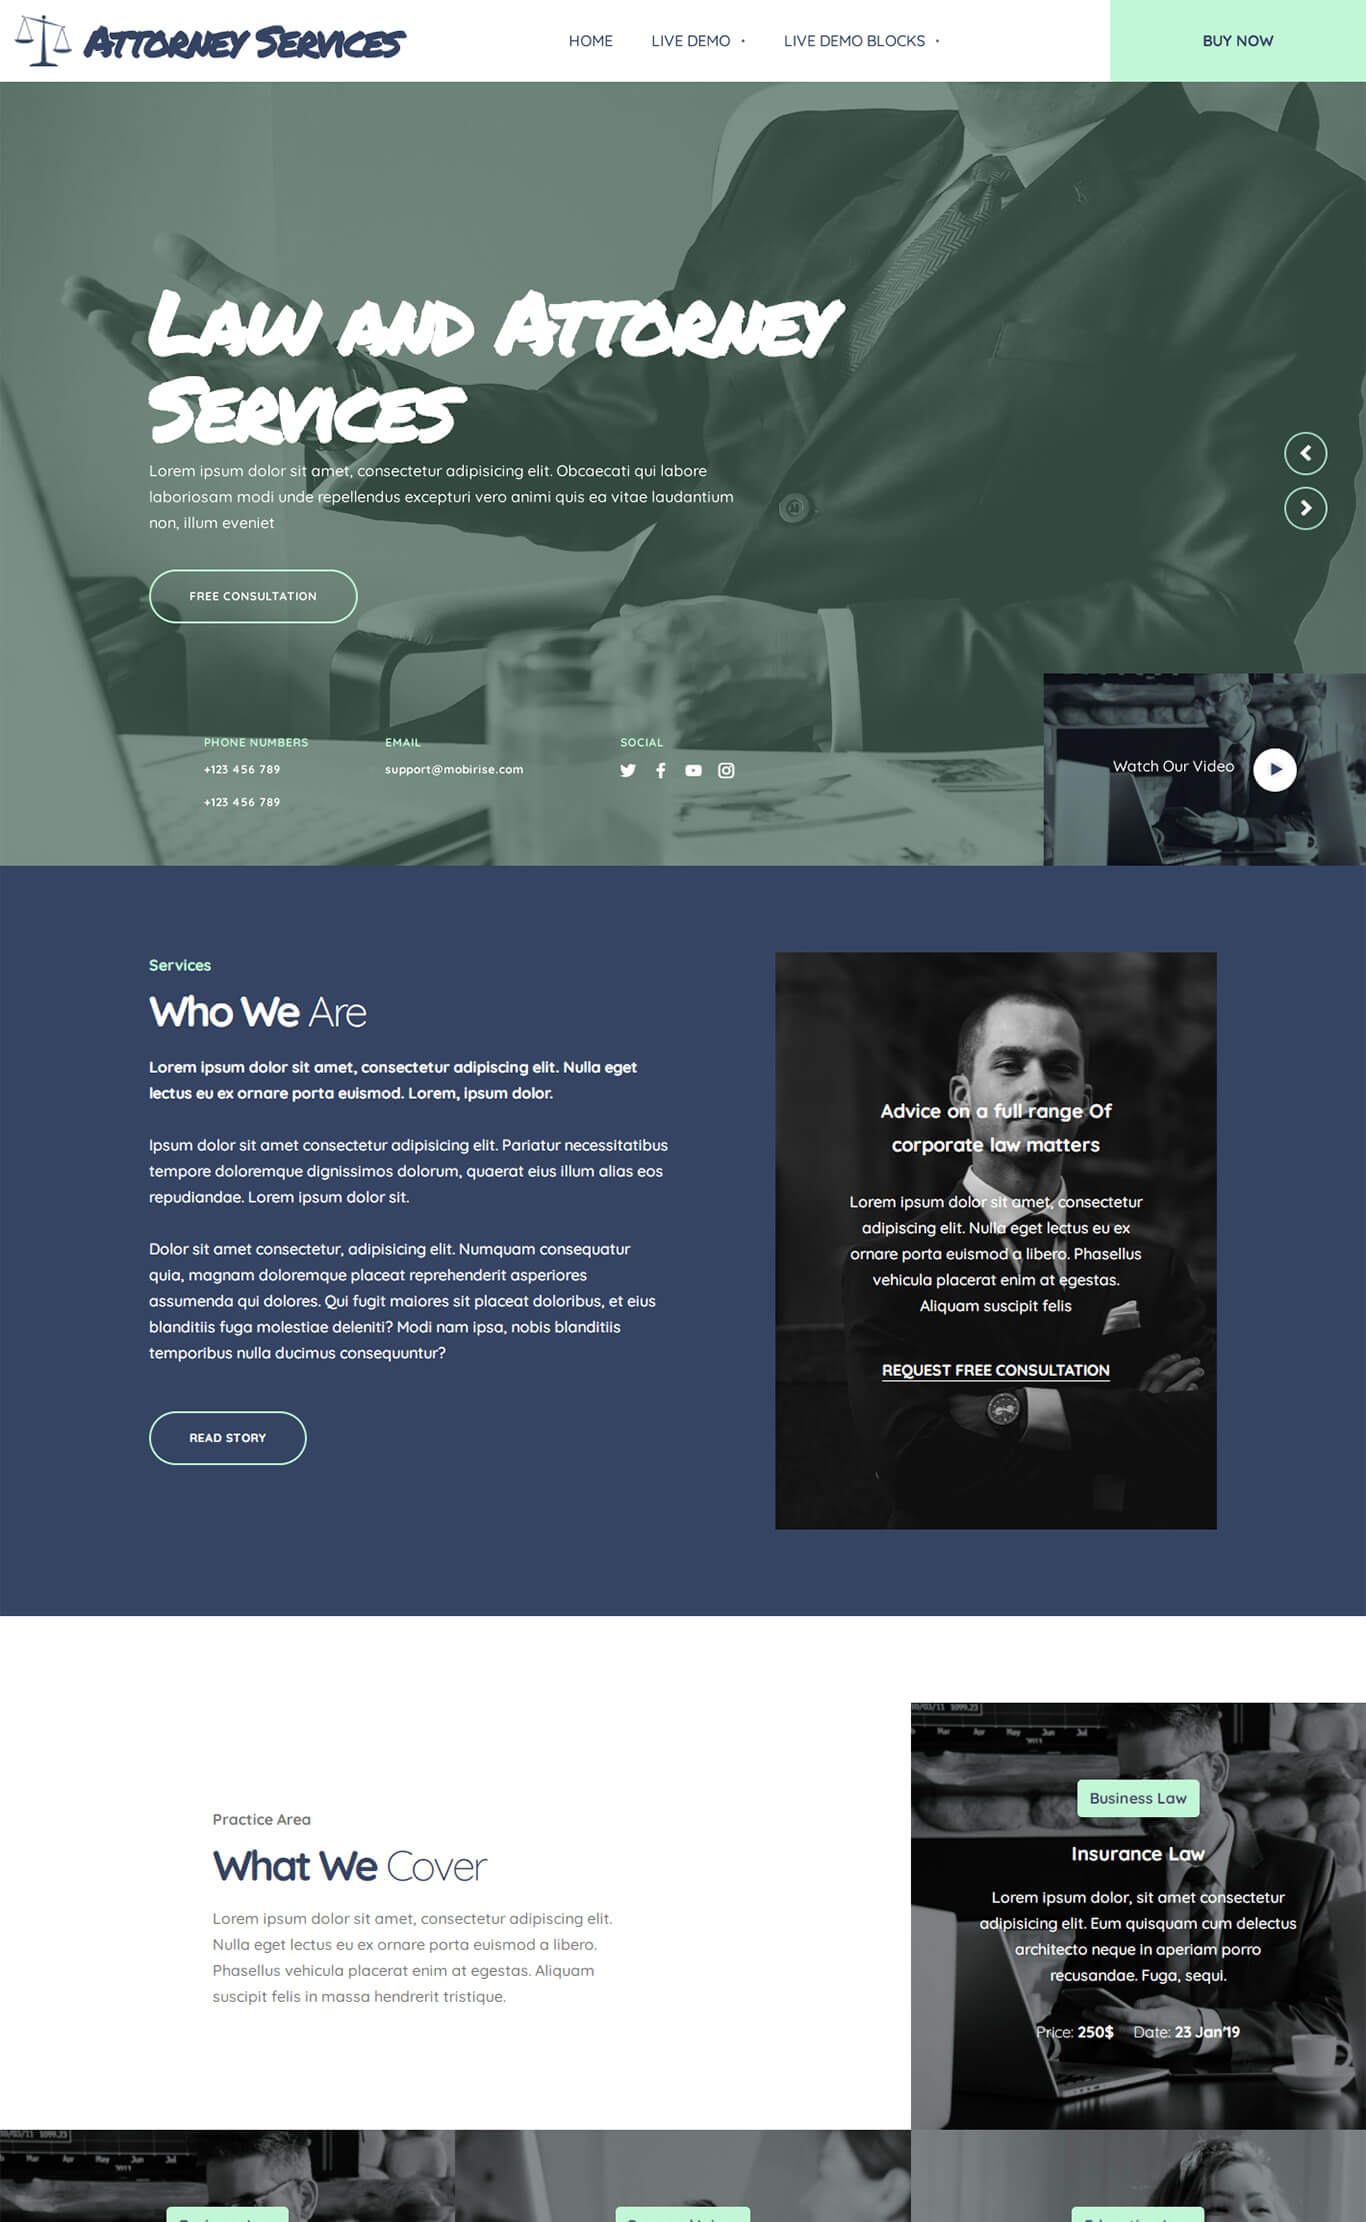 Attorney Services
HOME
LIVE DEMO
LIVE DEMO BLOCKS
BUY NOW
Law and Attorney
Services
Lorem ipsum dolor sit amet, consectetur adipisicing elit. Obcaecati qui labore
laboriosam modi unde repellendus excepturi vero animi quis ea vitae laudantium
non, illum eveniet
FREE CONSULTATION
PHONE NUMBERS
+123 456 789
+123 456 789
EMAIL
support@mobirise.com
SOCIAL
Watch Our Video
Services
Who We Are
Lorem ipsum dolor sit amet, consectetur adipiscing elit. Nulla eget
lectus eu ex ornare porta euismod. Lorem, ipsum dolor.
Ipsum dolor sit amet consectetur adipisicing elit. Pariatur necessitatibus
tempore doloremque dignissimos dolorum, quaerat eius illum alias eos
repudiandae. Lorem ipsum dolor sit.
Dolor sit amet consectetur, adipisicing elit. Numquam consequatur
quia, magnam doloremque placeat reprehenderit asperiores
assumenda qui dolores. Qui fugit maiores sit placeat doloribus, et eius
blanditiis fuga molestiae deleniti? Modi nam ipsa, nobis blanditiis
temporibus nulla ducimus consequuntur?
READ STORY
Advice on a full range Of
corporate law matters
Lorem ipsum dolor sit amet, consectetur
adipiscing elit. Nulla eget lectus eu ex
ornare porta euismod a libero. Phasellus
vehicula placerat enim at egestas.
Aliquam suscipit felis
REQUEST FREE CONSULTATION
Practice Area
What We Cover
Lorem ipsum dolor sit amet, consectetur adipiscing elit.
Nulla eget lectus eu ex ornare porta euismod a libero.
Phasellus vehicula placerat enim at egestas. Aliquam
suscipit felis in massa hendrerit tristique.
1099.23
Mar Apr May Jun Jul
Business Law
Insurance Law
Lorem ipsum dolor, sit amet consectetur
adipisicing elit. Eum quisquam cum delectus
architecto neque in aperiam porro
recusandae. Fuga, sequi.
Price: 250$ Date: 23 Jan'19
Mar Apr May Jun Jul